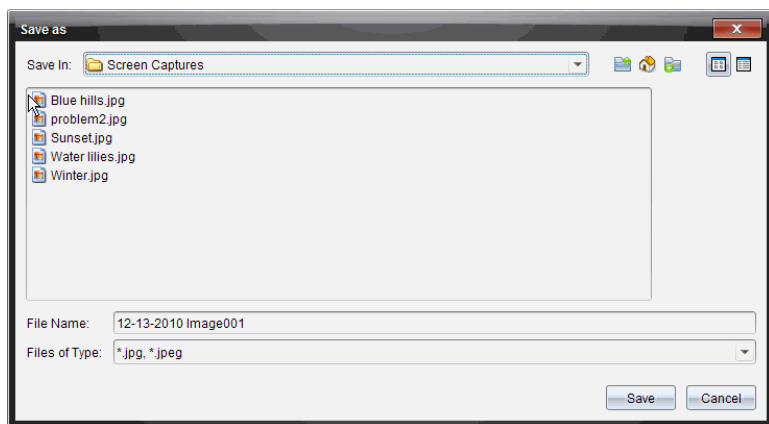 Save as
Save In: Screen Captures
Blue hills.jpg
problem2.jpg
Sunset.jpg
Water lilies.jpg
Winter.jpg
File Name: 12-13-2010 Image001
Files of Type: *.jpg, *.jpeg
Save Cancel